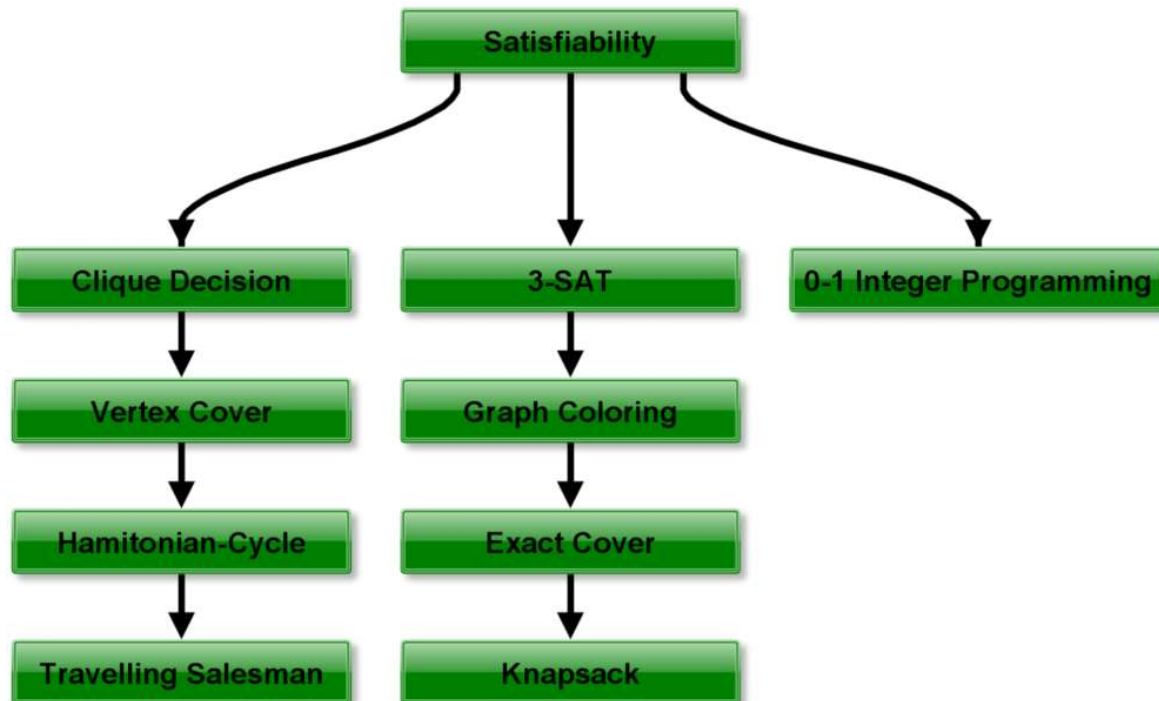 Satisfiability
Clique Decision
3-SAT
0-1 Integer Programming
Vertex Cover
Graph Coloring
Hamitonian-Cycle
Exact Cover
Travelling Salesman
Knapsack